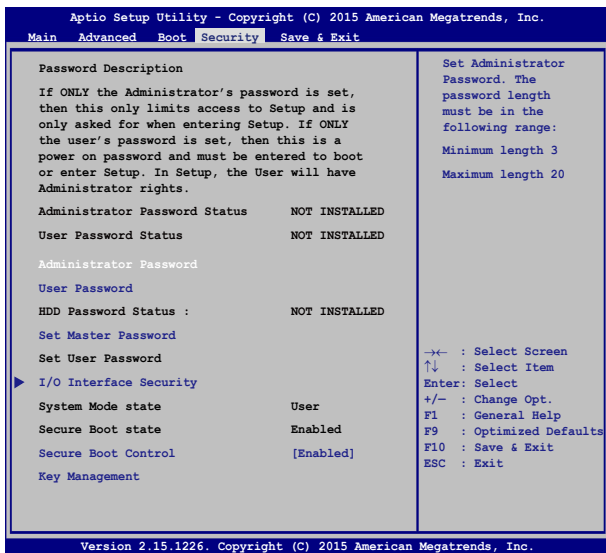 Aptio Setup Utility - Copyright (C) 2015 American Megatrends, Inc.
Main Advanced Boot Security Save & Exit
Password Description
If ONLY the Administrator's password is set,
then this only limits access to Setup and is
only asked for when entering Setup. If ONLY
the user's password is set, then this is a
power on password and must be entered to boot
or enter Setup. In Setup, the User will have
Administrator rights.
Administrator Password Status NOT INSTALLED
User Password Status NOT INSTALLED
Administrator Password
User Password
HDD Password Status : NOT INSTALLED
Set Master Password
Set User Password
I/O Interface Security
System Mode state User
Secure Boot state Enabled
Secure Boot Control [Enabled]
Key Management
Set Administrator
Password. The
password length
must be in the
following range:
Minimum length 3
Maximum length 20
→← : Select Screen
↑↓ : Select Item
Enter: Select
+/— : Change Opt.
F1 : General Help
F9 : Optimized Defaults
F10 : Save & Exit
ESC : Exit
Version 2.15.1226. Copyright (C) 2015 American Megatrends, Inc.